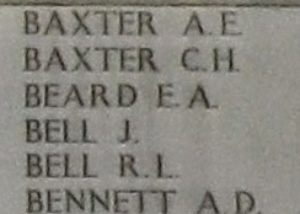 BAXTER A.E.
BAXTER C.H.
BEARD E.A.
BELL J.
BELL R.L.
BENNETT A.D.